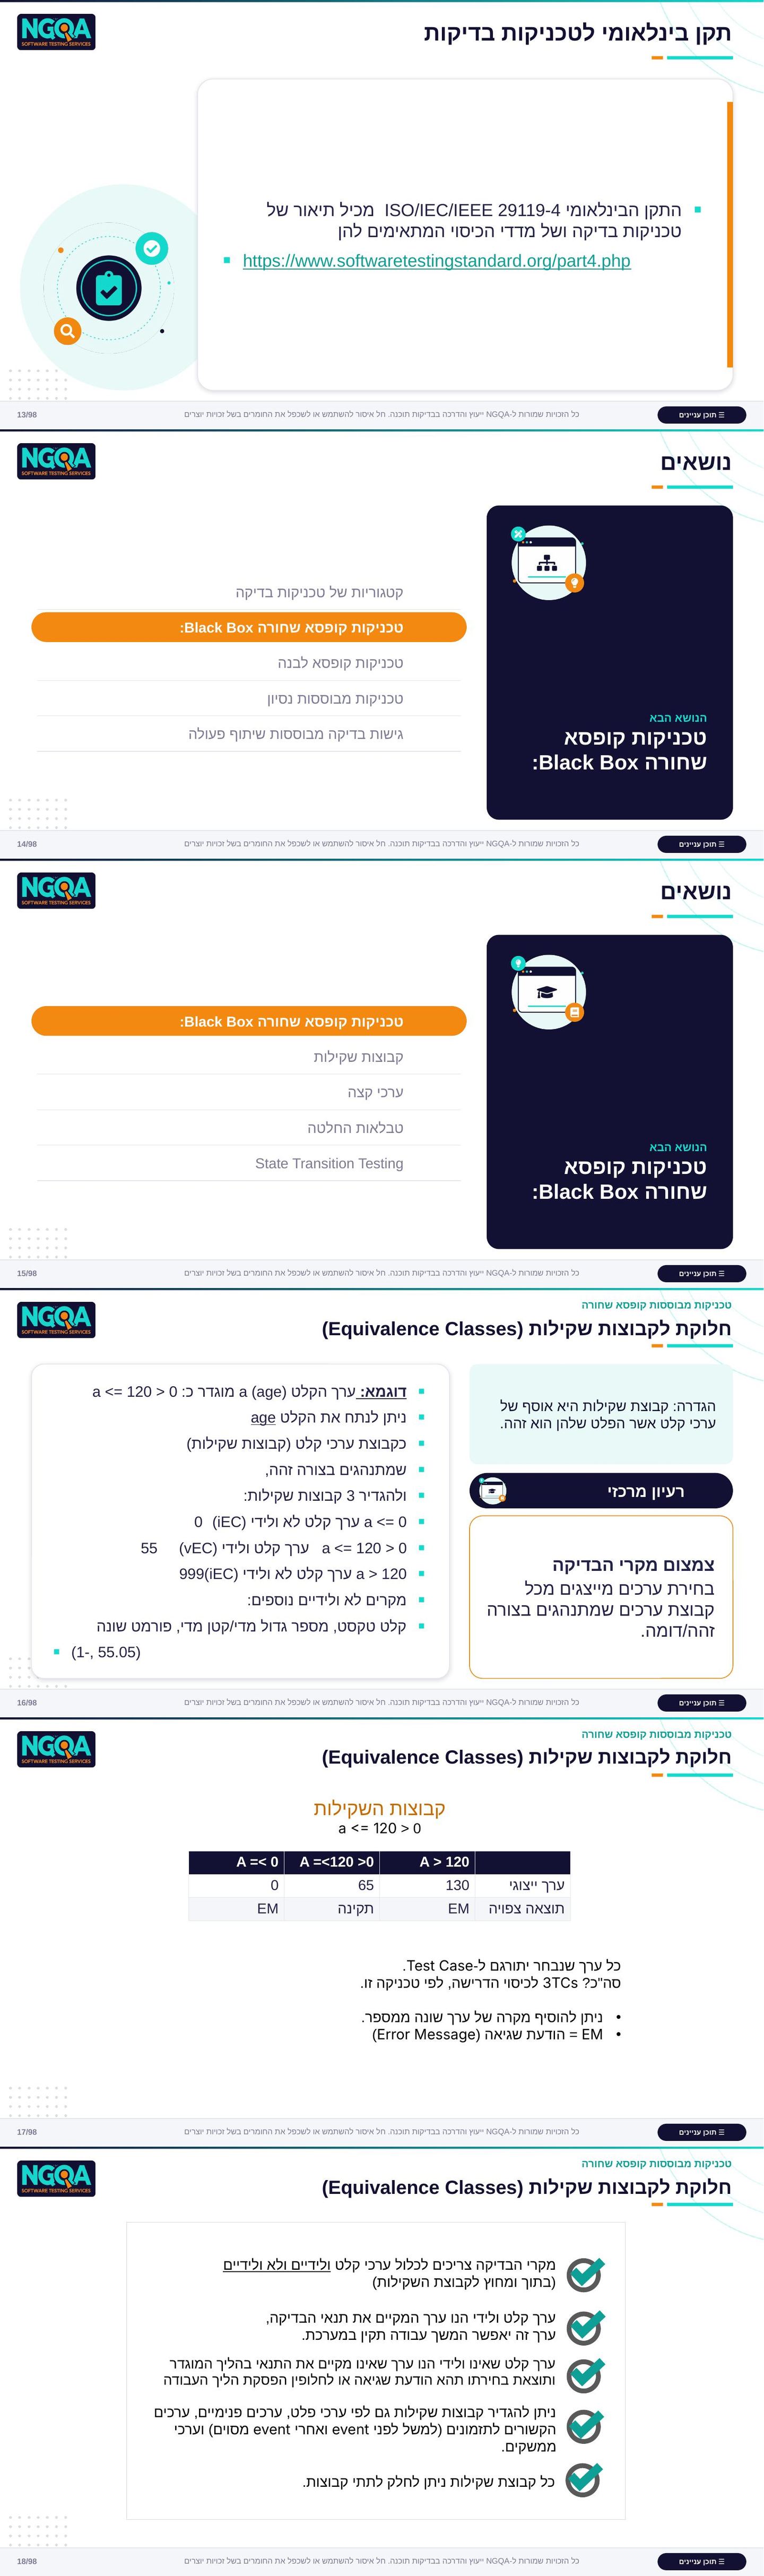 תקן בינלאומי לטכניקות בדיקות
NGQA
SOFTWARE TESTING SERVICES
התקן הבינלאומי ISO/IEC/IEEE 29119-4 מכיל תיאור של
טכניקות בדיקה ושל מדדי הכיסוי המתאימים להן
https://www.softwaretestingstandard.org/part4.php
☰ תוכן עניינים
כל הזכויות שמורות ל-NGQA ייעוץ והדרכה בבדיקות תוכנה. חל איסור להשתמש או לשכפל את החומרים בשל זכויות יוצרים
13/98
נושאים
NGQA
SOFTWARE TESTING SERVICES
הנושא הבא
טכניקות קופסא
שחורה Black Box:
קטגוריות של טכניקות בדיקה
טכניקות קופסא שחורה Black Box:
טכניקות קופסא לבנה
טכניקות מבוססות נסיון
גישות בדיקה מבוססות שיתוף פעולה
☰ תוכן עניינים
כל הזכויות שמורות ל-NGQA ייעוץ והדרכה בבדיקות תוכנה. חל איסור להשתמש או לשכפל את החומרים בשל זכויות יוצרים
14/98
נושאים
NGQA
SOFTWARE TESTING SERVICES
הנושא הבא
טכניקות קופסא
שחורה Black Box:
טכניקות קופסא שחורה Black Box:
קבוצות שקילות
ערכי קצה
טבלאות החלטה
State Transition Testing
☰ תוכן עניינים
כל הזכויות שמורות ל-NGQA ייעוץ והדרכה בבדיקות תוכנה. חל איסור להשתמש או לשכפל את החומרים בשל זכויות יוצרים
15/98
טכניקות מבוססות קופסא שחורה
חלוקת לקבוצות שקילות (Equivalence Classes)
NGQA
SOFTWARE TESTING SERVICES
הגדרה: קבוצת שקילות היא אוסף של
ערכי קלט אשר הפלט שלהן הוא זהה.
רעיון מרכזי
צמצום מקרי הבדיקה
בחירת ערכים מייצגים מכל
קבוצת ערכים שמתנהגים בצורה
זהה/דומה.
דוגמא: ערך הקלט a (age) מוגדר כ: 0 < a <= 120
ניתן לנתח את הקלט age
כקבוצת ערכי קלט (קבוצות שקילות)
שמתנהגים בצורה זהה,
ולהגדיר 3 קבוצות שקילות:
a <= 0 ערך קלט לא ולידי (iEC) 0
0 < a <= 120 ערך קלט ולידי (vEC) 55
a > 120 ערך קלט לא ולידי (iEC)999
מקרים לא ולידיים נוספים:
קלט טקסט, מספר גדול מדי/קטן מדי, פורמט שונה
(1-, 55.05)
☰ תוכן עניינים
כל הזכויות שמורות ל-NGQA ייעוץ והדרכה בבדיקות תוכנה. חל איסור להשתמש או לשכפל את החומרים בשל זכויות יוצרים
16/98
טכניקות מבוססות קופסא שחורה
חלוקת לקבוצות שקילות (Equivalence Classes)
NGQA
SOFTWARE TESTING SERVICES
קבוצות השקילות
a <= 120 > 0
A > 120 A =<120 >0 A =< 0
ערך ייצוגי 130 65 0
תוצאה צפויה EM תקינה EM
כל ערך שנבחר יתורגם ל-Test Case.
סה"כ? 3TCs לכיסוי הדרישה, לפי טכניקה זו.
• ניתן להוסיף מקרה של ערך שונה ממספר.
• EM = הודעת שגיאה (Error Message)
☰ תוכן עניינים
כל הזכויות שמורות ל-NGQA ייעוץ והדרכה בבדיקות תוכנה. חל איסור להשתמש או לשכפל את החומרים בשל זכויות יוצרים
17/98
טכניקות מבוססות קופסא שחורה
חלוקת לקבוצות שקילות (Equivalence Classes)
NGQA
SOFTWARE TESTING SERVICES
מקרי הבדיקה צריכים לכלול ערכי קלט ולידיים ולא ולידיים
(בתוך ומחוץ לקבוצת השקילות)
ערך קלט ולידי הנו ערך המקיים את תנאי הבדיקה,
ערך זה יאפשר המשך עבודה תקין במערכת.
ערך קלט שאינו ולידי הנו ערך שאינו מקיים את התנאי בהליך המוגדר
ותוצאת בחירתו תהא הודעת שגיאה או לחלופין הפסקת הליך העבודה
ניתן להגדיר קבוצות שקילות גם לפי ערכי פלט, ערכים פנימיים, ערכים
הקשורים לתזמונים (למשל לפני event ואחרי event מסוים) וערכי
ממשקים.
כל קבוצת שקילות ניתן לחלק לתתי קבוצות.
☰ תוכן עניינים
כל הזכויות שמורות ל-NGQA ייעוץ והדרכה בבדיקות תוכנה. חל איסור להשתמש או לשכפל את החומרים בשל זכויות יוצרים
18/98